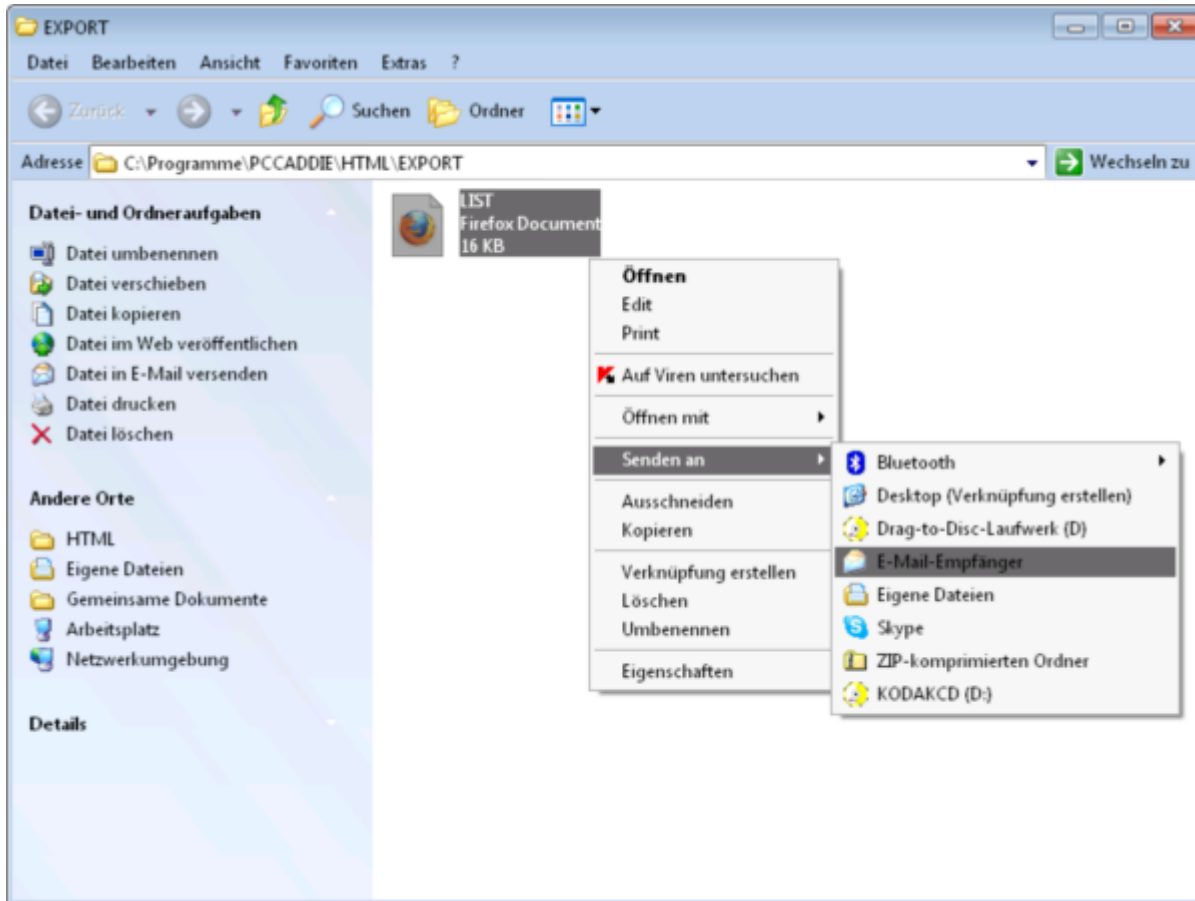 EXPORT
Datei Bearbeiten Ansicht Favoriten Extras ?
Zurück Suchen Ordner
Adresse C:\Programme\PCCADDIE\HTML\EXPORT Wechseln zu
Datei- und Ordneraufgaben
Datei umbenennen
Datei verschieben
Datei kopieren
Datei im Web veröffentlichen
Datei in E-Mail versenden
Datei drucken
Datei löschen
Andere Orte
HTML
Eigene Dateien
Gemeinsame Dokumente
Arbeitsplatz
Netzwerkumgebung
Details
LIST
Firefox Document
16 KB
Öffnen
Edit
Print
Auf Viren untersuchen
Öffnen mit
Senden an
Ausschneiden
Kopieren
Verknüpfung erstellen
Löschen
Umbenennen
Eigenschaften
Bluetooth
Desktop (Verknüpfung erstellen)
Drag-to-Disc-Laufwerk (D)
E-Mail-Empfänger
Eigene Dateien
Skype
ZIP-komprimierten Ordner
KODAKCD (D:)